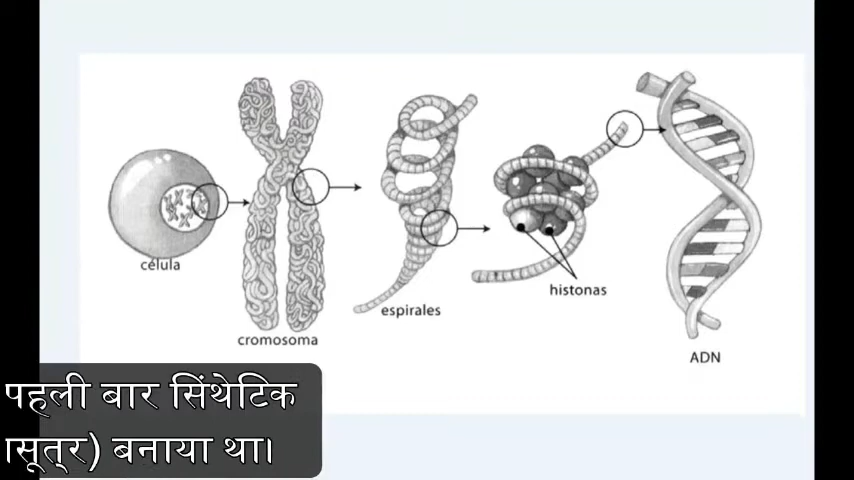 célula
cromosoma
espirales
histonas
ADN
पहली बार सिंथेटिक
सूत्र) बनाया था।